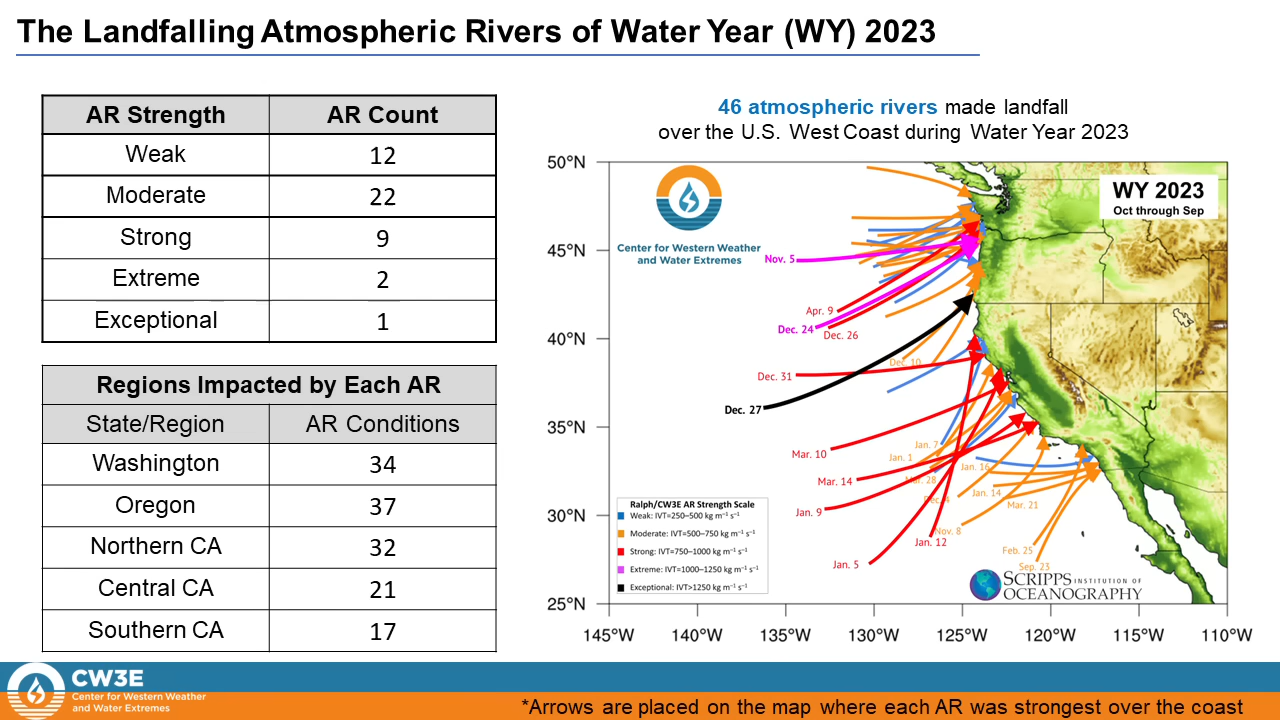 The Landfalling Atmospheric Rivers of Water Year (WY) 2023
AR Strength AR Count
Weak 12
Moderate 22
Strong 9
Extreme 2
Exceptional 1
Regions Impacted by Each AR
State/Region AR Conditions
Washington 34
Oregon 37
Northern CA 32
Central CA 21
Southern CA 17
46 atmospheric rivers made landfall
over the U.S. West Coast during Water Year 2023
50°N
45°N
40°N
35°N
30°N
25°N
145°W 140°W 135°W 130°W 125°W 120°W 115°W 110°W
Center for Western Weather
and Water Extremes
WY 2023
Oct through Sep
Nov. 5
Apr. 9
Dec. 24
Dec. 26
Dec. 10
Dec. 31
Dec. 27
Mar. 10
Jan. 7
Jan. 1
Jan. 16
Mar. 14
28
Jan. 14
Mar. 21
Jan. 9
Nov. 8
Jan. 12
Feb. 25
Jan. 5
Sep. 23
Ralph/CW3E AR Strength Scale
Weak: IVT=250–500 kg m⁻¹ s⁻¹
Moderate: IVT=500–750 kg m⁻¹ s⁻¹
Strong: IVT=750–1000 kg m⁻¹ s⁻¹
Extreme: IVT=1000–1250 kg m⁻¹ s⁻¹
Exceptional: IVT>1250 kg m⁻¹ s⁻¹
SCRIPPS INSTITUTION OF
OCEANOGRAPHY
CW3E
Center for Western Weather
and Water Extremes
*Arrows are placed on the map where each AR was strongest over the coast